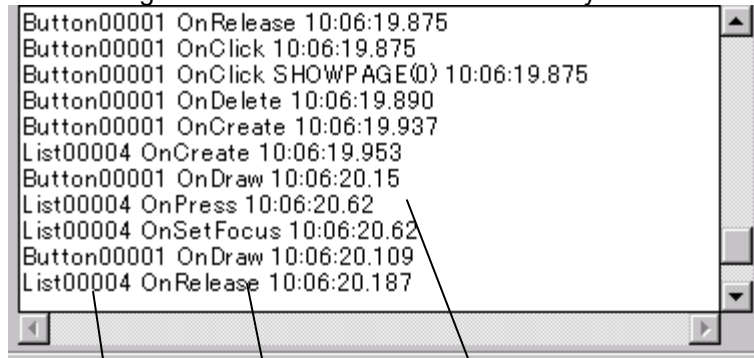 Button00001 OnRelease 10:06:19.875
Button00001 OnClick 10:06:19.875
Button00001 OnClick SHOWPAGE(0) 10:06:19.875
Button00001 OnDelete 10:06:19.890
Button00001 OnCreate 10:06:19.937
List00004 OnCreate 10:06:19.953
Button00001 OnDraw 10:06:20.15
List00004 OnPress 10:06:20.62
List00004 OnSetFocus 10:06:20.62
Button00001 OnDraw 10:06:20.109
List00004 OnRelease 10:06:20.187